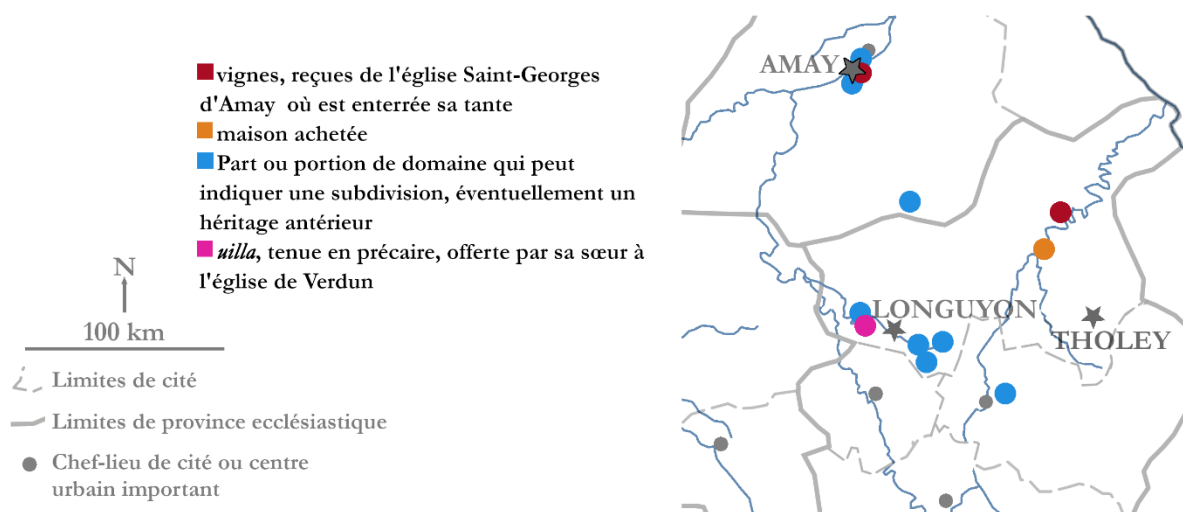 vignes, reçues de l'église Saint-Georges
d'Amay où est enterrée sa tante
maison achetée
Part ou portion de domaine qui peut
indiquer une subdivision, éventuellement un
héritage antérieur
uilla, tenue en précaire, offerte par sa sœur à
l'église de Verdun
N
100 km
Limites de cité
Limites de province ecclésiastique
Chef-lieu de cité ou centre
urbain important
AMAY
LONGUYON
THOLEY